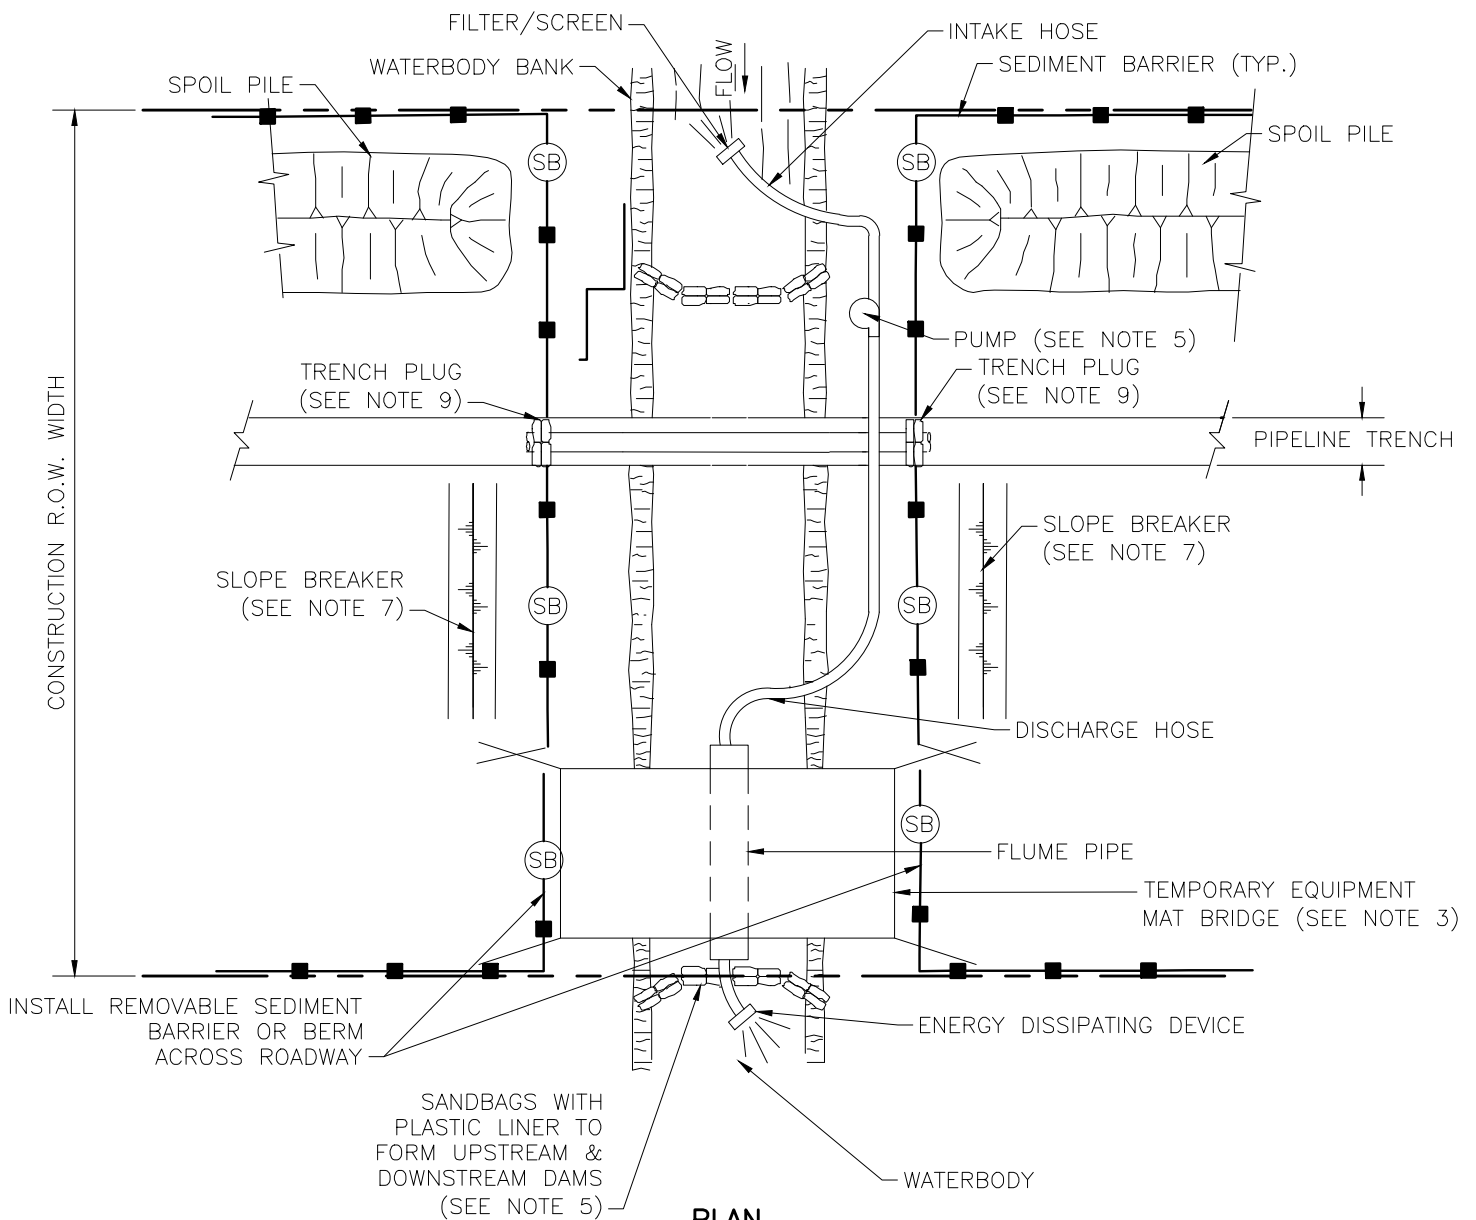 FILTER/SCREEN
INTAKE HOSE
FLOW
WATERBODY BANK
SEDIMENT BARRIER (TYP.)
SPOIL PILE
SPOIL PILE
SB
SB
PUMP (SEE NOTE 5)
TRENCH PLUG
(SEE NOTE 9)
TRENCH PLUG
(SEE NOTE 9)
CONSTRUCTION R.O.W. WIDTH
PIPELINE TRENCH
SLOPE BREAKER
(SEE NOTE 7)
SLOPE BREAKER
(SEE NOTE 7)
SB
SB
DISCHARGE HOSE
SB
SB
FLUME PIPE
TEMPORARY EQUIPMENT
MAT BRIDGE (SEE NOTE 3)
INSTALL REMOVABLE SEDIMENT
BARRIER OR BERM
ACROSS ROADWAY
ENERGY DISSIPATING DEVICE
SANDBAGS WITH
PLASTIC LINER TO
FORM UPSTREAM &
DOWNSTREAM DAMS
(SEE NOTE 5)
WATERBODY
PLAN